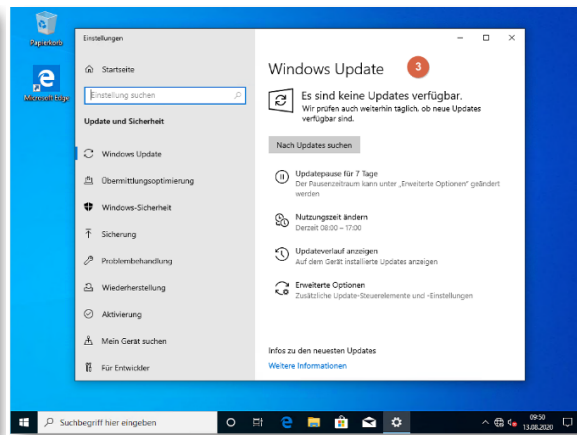 Papierkorb
Microsoft Edge
Einstellungen
Startseite
Einstellung suchen
Update und Sicherheit
Windows Update
Übermittlungsoptimierung
Windows-Sicherheit
Sicherung
Problembehandlung
Wiederherstellung
Aktivierung
Mein Gerät suchen
Für Entwickler
Windows Update
3
Es sind keine Updates verfügbar.
Wir prüfen auch weiterhin täglich, ob neue Updates
verfügbar sind.
Nach Updates suchen
Updatepause für 7 Tage
Der Pausenzeitraum kann unter „Erweiterte Optionen" geändert
werden
Nutzungszeit ändern
Derzeit 08:00 – 17:00
Updateverlauf anzeigen
Auf dem Gerät installierte Updates anzeigen
Erweiterte Optionen
Zusätzliche Update-Steuerelemente und -Einstellungen
Infos zu den neuesten Updates
Weitere Informationen
Suchbegriff hier eingeben
09:50
13.08.2020